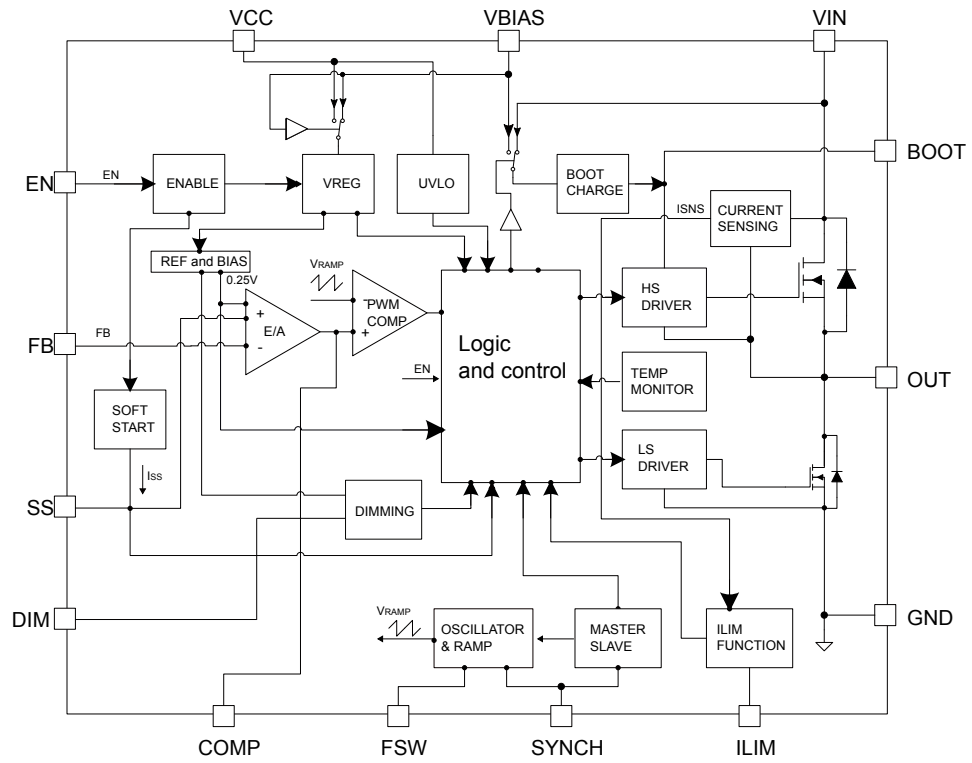 VCC
VBIAS
VIN
BOOT
EN
EN
ENABLE
VREG
UVLO
BOOT
CHARGE
ISNS
CURRENT
SENSING
REF and BIAS
0.25V
VRAMP
HS
DRIVER
+
+
-
E/A
-
PWM
COMP
+
Logic
and control
FB
FB
EN
TEMP
MONITOR
OUT
SOFT
START
LS
DRIVER
ISS
SS
DIMMING
DIM
VRAMP
OSCILLATOR
& RAMP
MASTER
SLAVE
ILIM
FUNCTION
GND
COMP
FSW
SYNCH
ILIM